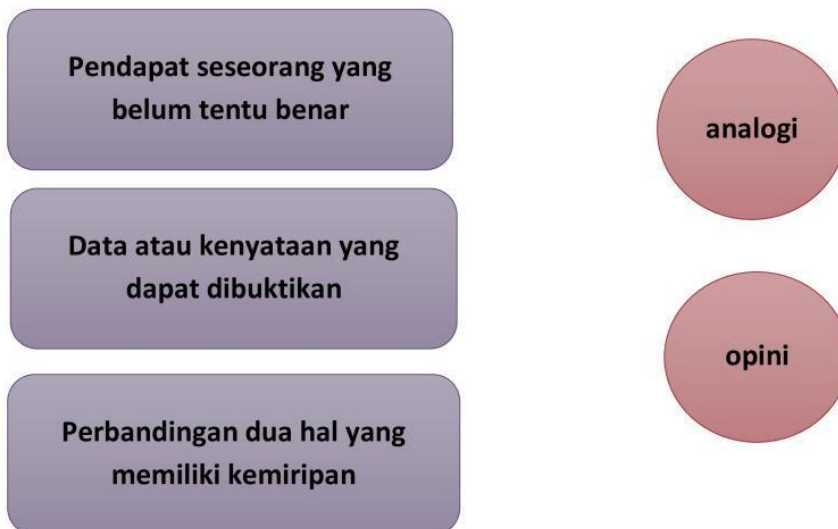 Pendapat seseorang yang
belum tentu benar
analogi
Data atau kenyataan yang
dapat dibuktikan
opini
Perbandingan dua hal yang
memiliki kemiripan